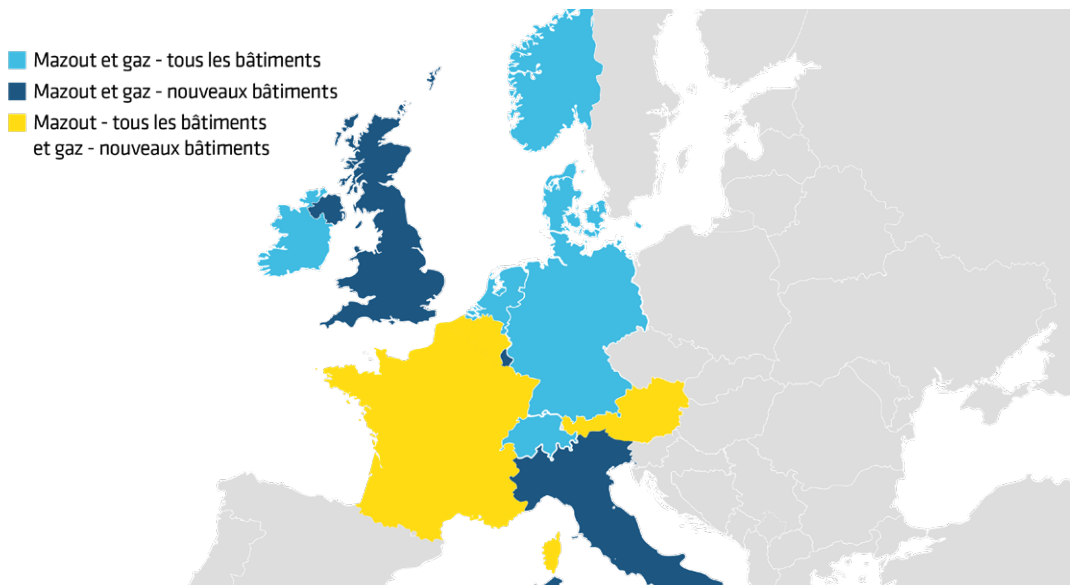 Mazout et gaz - tous les bâtiments
Mazout et gaz - nouveaux bâtiments
Mazout - tous les bâtiments
et gaz - nouveaux bâtiments